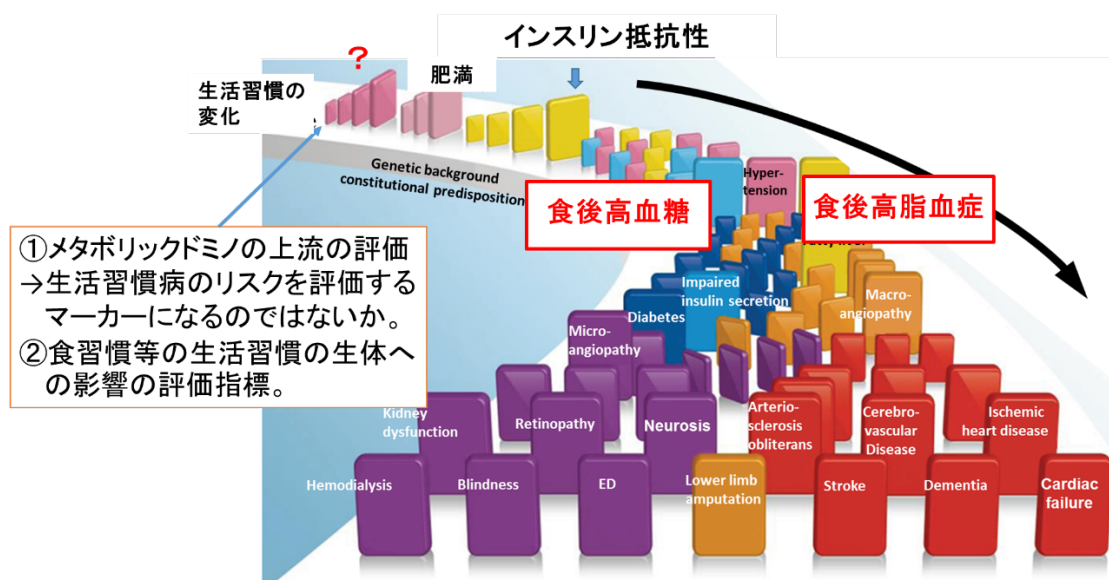 インスリン抵抗性
?
肥満
生活習慣の
変化
Genetic background
constitutional predisposition
Hyper-
tension
食後高血糖
食後高脂血症
①メタボリックドミノの上流の評価
→生活習慣病のリスクを評価する
マーカーになるのではないか。
②食習慣等の生活習慣の生体へ
の影響の評価指標。
Impaired
insulin secretion
Diabetes
Macro-
angiopathy
Micro-
angiopathy
Kidney
dysfunction
Retinopathy
Neurosis
Arterio-
sclerosis
obliterans
Cerebro-
vascular
Disease
Ischemic
heart disease
Hemodialysis
Blindness
ED
Lower limb
amputation
Stroke
Dementia
Cardiac
failure